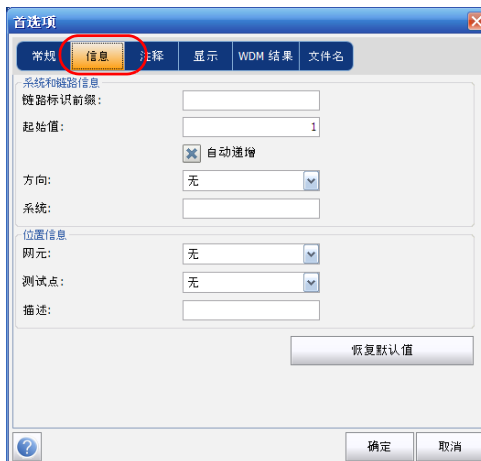 首选项
常规 信息 注释 显示 WDM 结果 文件名
系统和链路信息
链路标识前缀:
起始值: 1
自动递增
方向: 无
系统:
位置信息
网元: 无
测试点: 无
描述:
恢复默认值
? 确定 取消